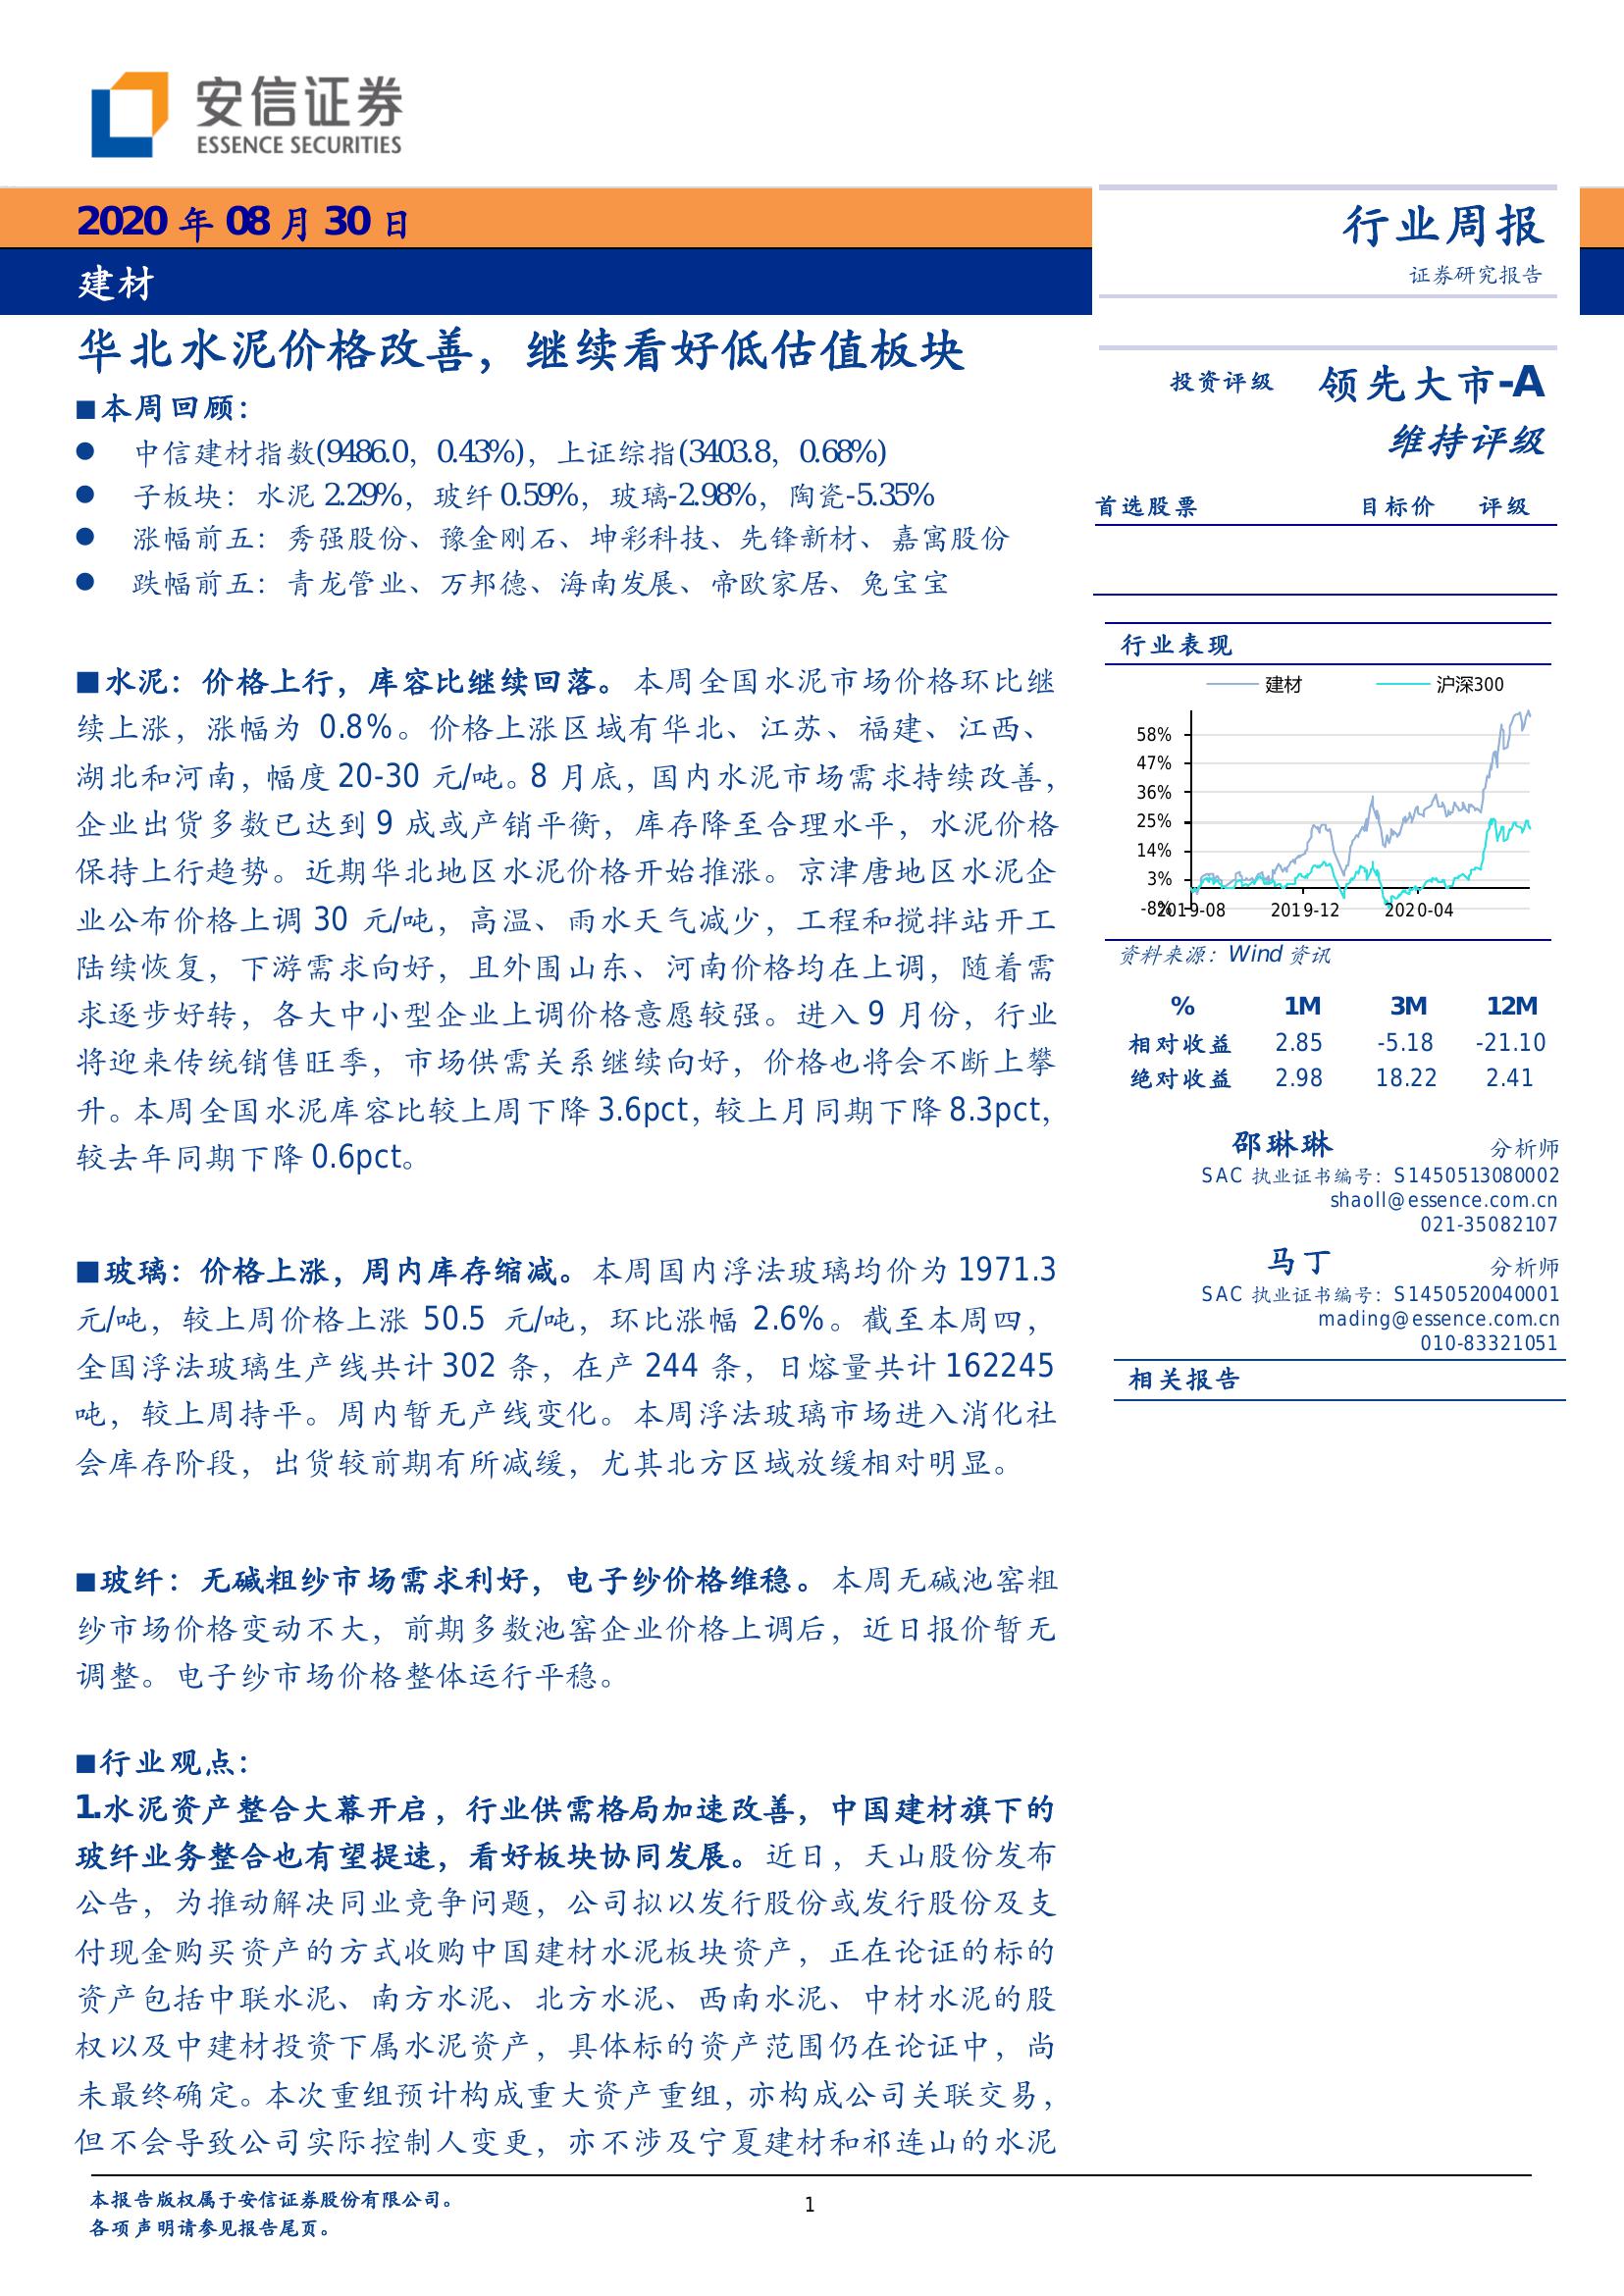 安信证券
ESSENCE SECURITIES
2020 年 08 月 30 日
建材
行业周报
证券研究报告
华北水泥价格改善，继续看好低估值板块
■本周回顾：
● 中信建材指数(9486.0，0.43%)，上证综指(3403.8，0.68%)
● 子板块：水泥 2.29%，玻纤 0.59%，玻璃-2.98%，陶瓷-5.35%
● 涨幅前五：秀强股份、豫金刚石、坤彩科技、先锋新材、嘉寓股份
● 跌幅前五：青龙管业、万邦德、海南发展、帝欧家居、兔宝宝
■水泥：价格上行，库容比继续回落。本周全国水泥市场价格环比继
续上涨，涨幅为 0.8%。价格上涨区域有华北、江苏、福建、江西、
湖北和河南，幅度 20-30 元/吨。8 月底，国内水泥市场需求持续改善，
企业出货多数已达到 9 成或产销平衡，库存降至合理水平，水泥价格
保持上行趋势。近期华北地区水泥价格开始推涨。京津唐地区水泥企
业公布价格上调 30 元/吨，高温、雨水天气减少，工程和搅拌站开工
陆续恢复，下游需求向好，且外围山东、河南价格均在上调，随着需
求逐步好转，各大中小型企业上调价格意愿较强。进入 9 月份，行业
将迎来传统销售旺季，市场供需关系继续向好，价格也将会不断上攀
升。本周全国水泥库容比较上周下降 3.6pct，较上月同期下降 8.3pct，
较去年同期下降 0.6pct。
■玻璃：价格上涨，周内库存缩减。本周国内浮法玻璃均价为 1971.3
元/吨，较上周价格上涨 50.5 元/吨，环比涨幅 2.6%。截至本周四，
全国浮法玻璃生产线共计 302 条，在产 244 条，日熔量共计 162245
吨，较上周持平。周内暂无产线变化。本周浮法玻璃市场进入消化社
会库存阶段，出货较前期有所减缓，尤其北方区域放缓相对明显。
■玻纤：无碱粗纱市场需求利好，电子纱价格维稳。本周无碱池窑粗
纱市场价格变动不大，前期多数池窑企业价格上调后，近日报价暂无
调整。电子纱市场价格整体运行平稳。
■行业观点：
1.水泥资产整合大幕开启，行业供需格局加速改善，中国建材旗下的
玻纤业务整合也有望提速，看好板块协同发展。近日，天山股份发布
公告，为推动解决同业竞争问题，公司拟以发行股份或发行股份及支
付现金购买资产的方式收购中国建材水泥板块资产，正在论证的标的
资产包括中联水泥、南方水泥、北方水泥、西南水泥、中材水泥的股
权以及中建材投资下属水泥资产，具体标的资产范围仍在论证中，尚
未最终确定。本次重组预计构成重大资产重组，亦构成公司关联交易，
但不会导致公司实际控制人变更，亦不涉及宁夏建材和祁连山的水泥
投资评级 领先大市-A
维持评级
首选股票 目标价 评级
行业表现
建材 沪深300
58%
47%
36%
25%
14%
3%
-8%
2019-08 2019-12 2020-04
资料来源：Wind 资讯
% 1M 3M 12M
相对收益 2.85 -5.18 -21.10
绝对收益 2.98 18.22 2.41
邵琳琳 分析师
SAC 执业证书编号：S1450513080002
shaoll@essence.com.cn
021-35082107
马丁 分析师
SAC 执业证书编号：S1450520040001
mading@essence.com.cn
010-83321051
相关报告
本报告版权属于安信证券股份有限公司。
各项声明请参见报告尾页。
1